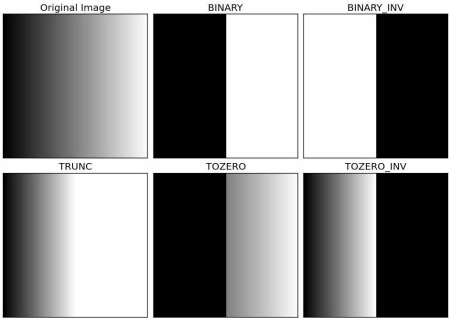 Original Image
BINARY
BINARY_INV
TRUNC
TOZERO
TOZERO_INV